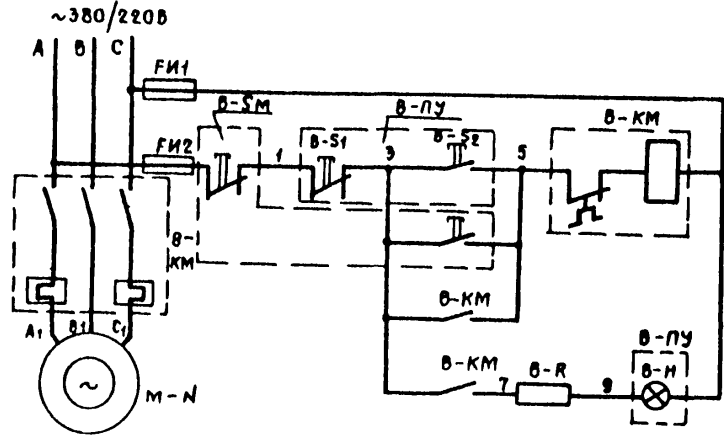 ~380/220В
А В С
FИ1
В-SМ
В-ПУ
В-КМ
FИ2
1
В-S1
3
В-S2
5
В-КМ
В-КМ
В-ПУ
А1 В1 С1
В-КМ
7
В-R
9
В-Н
~
М-N